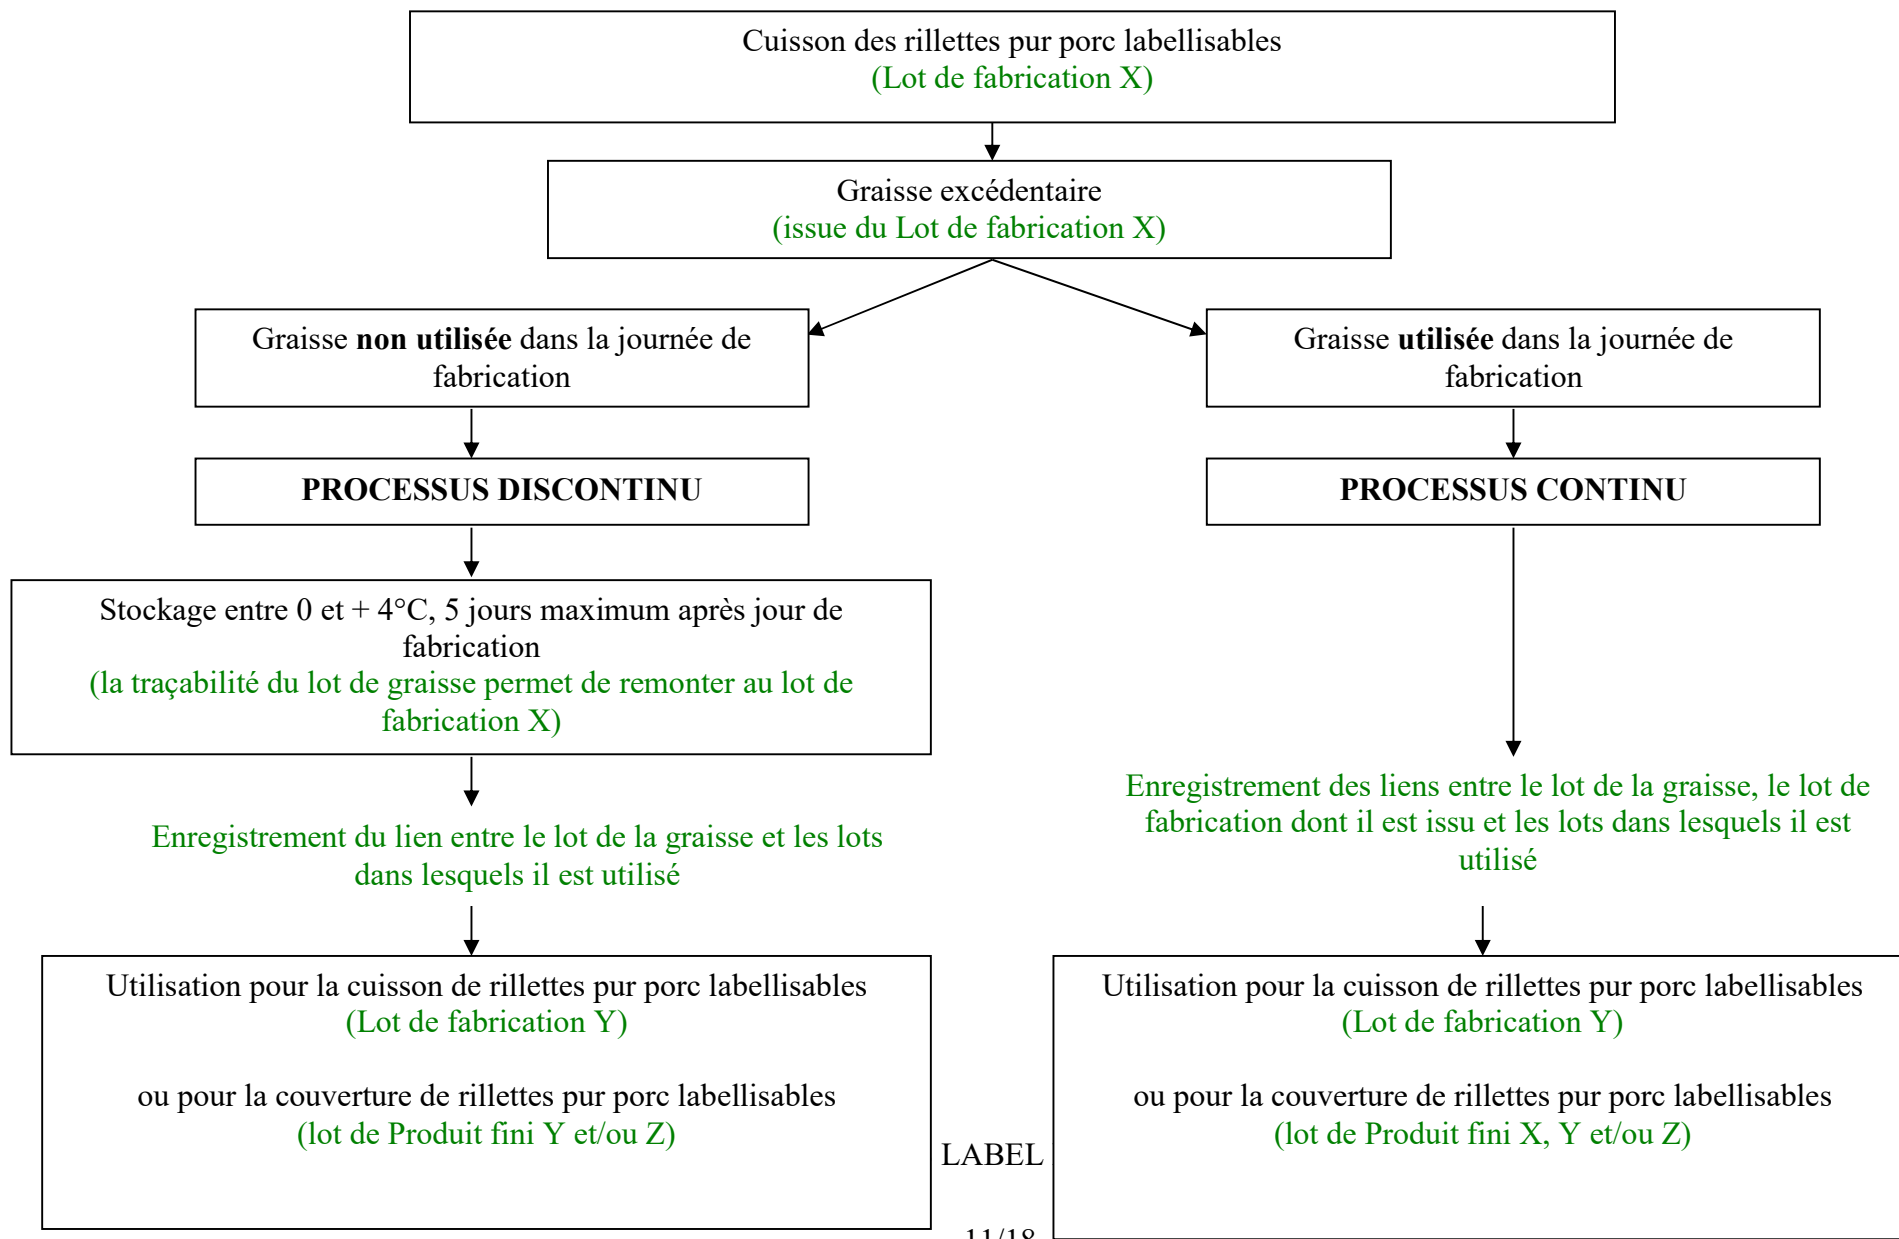 Cuisson des rillettes pur porc labellisables
(Lot de fabrication X)
Graisse excédentaire
(issue du Lot de fabrication X)
Graisse non utilisée dans la journée de
fabrication
Graisse utilisée dans la journée de
fabrication
PROCESSUS DISCONTINU
PROCESSUS CONTINU
Stockage entre 0 et + 4°C, 5 jours maximum après jour de
fabrication
(la traçabilité du lot de graisse permet de remonter au lot de
fabrication X)
Enregistrement du lien entre le lot de la graisse et les lots
dans lesquels il est utilisé
Enregistrement des liens entre le lot de la graisse, le lot de
fabrication dont il est issu et les lots dans lesquels il est
utilisé
Utilisation pour la cuisson de rillettes pur porc labellisables
(Lot de fabrication Y)
ou pour la couverture de rillettes pur porc labellisables
(lot de Produit fini Y et/ou Z)
Utilisation pour la cuisson de rillettes pur porc labellisables
(Lot de fabrication Y)
ou pour la couverture de rillettes pur porc labellisables
(lot de Produit fini X, Y et/ou Z)
LABEL
11/18